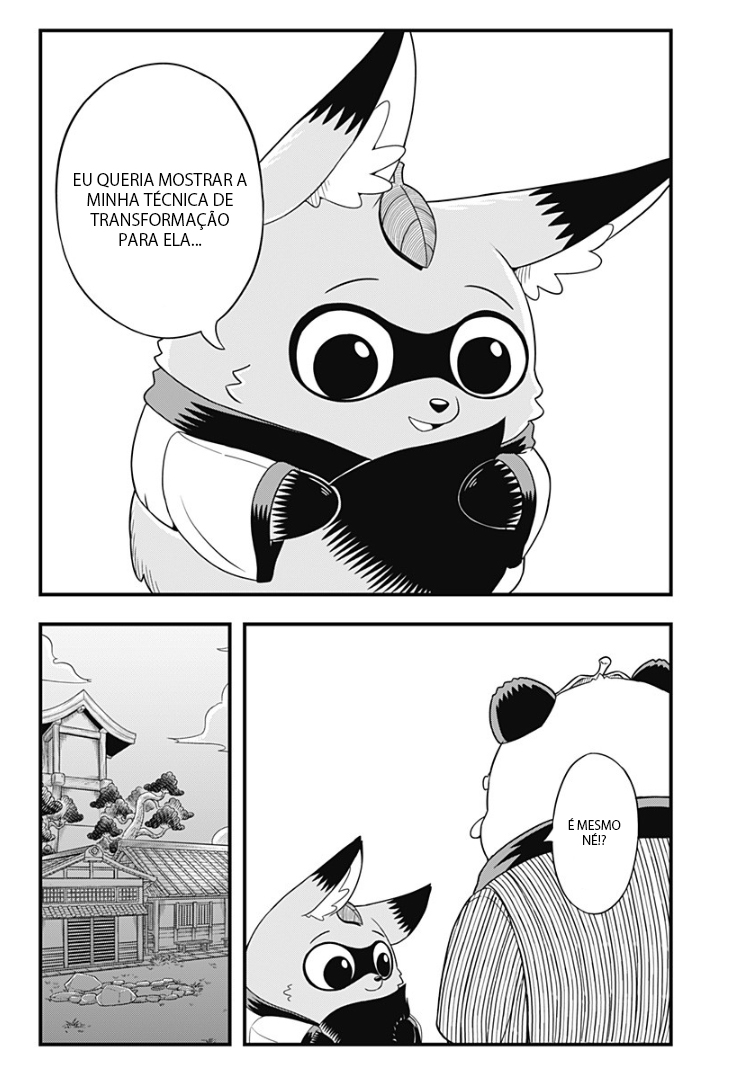 EU QUERIA MOSTRAR A
MINHA TÉCNICA DE
TRANSFORMAÇÃO
PARA ELA...
É MESMO
NÉ!?